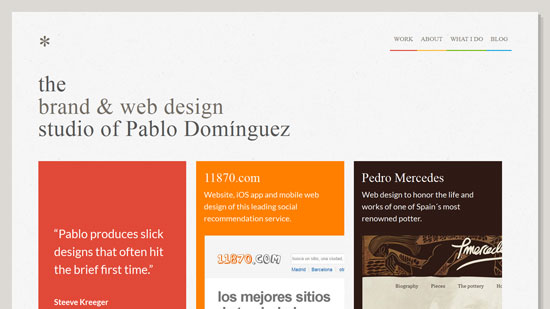 *
WORK ABOUT WHAT I DO BLOG
the
brand & web design
studio of Pablo Domínguez
“Pablo produces slick
designs that often hit
the brief first time.”
Steeve Kreeger
11870.com
Website, iOS app and mobile web
design of this leading social
recommendation service.
11870.COM
busca un sitio, una ciudad,
Madrid Barcelona otr
los mejores sitios
Pedro Mercedes
Web design to honor the life and
works of one of Spain´s most
renowned potter.
Biography Pieces The pottery Ho